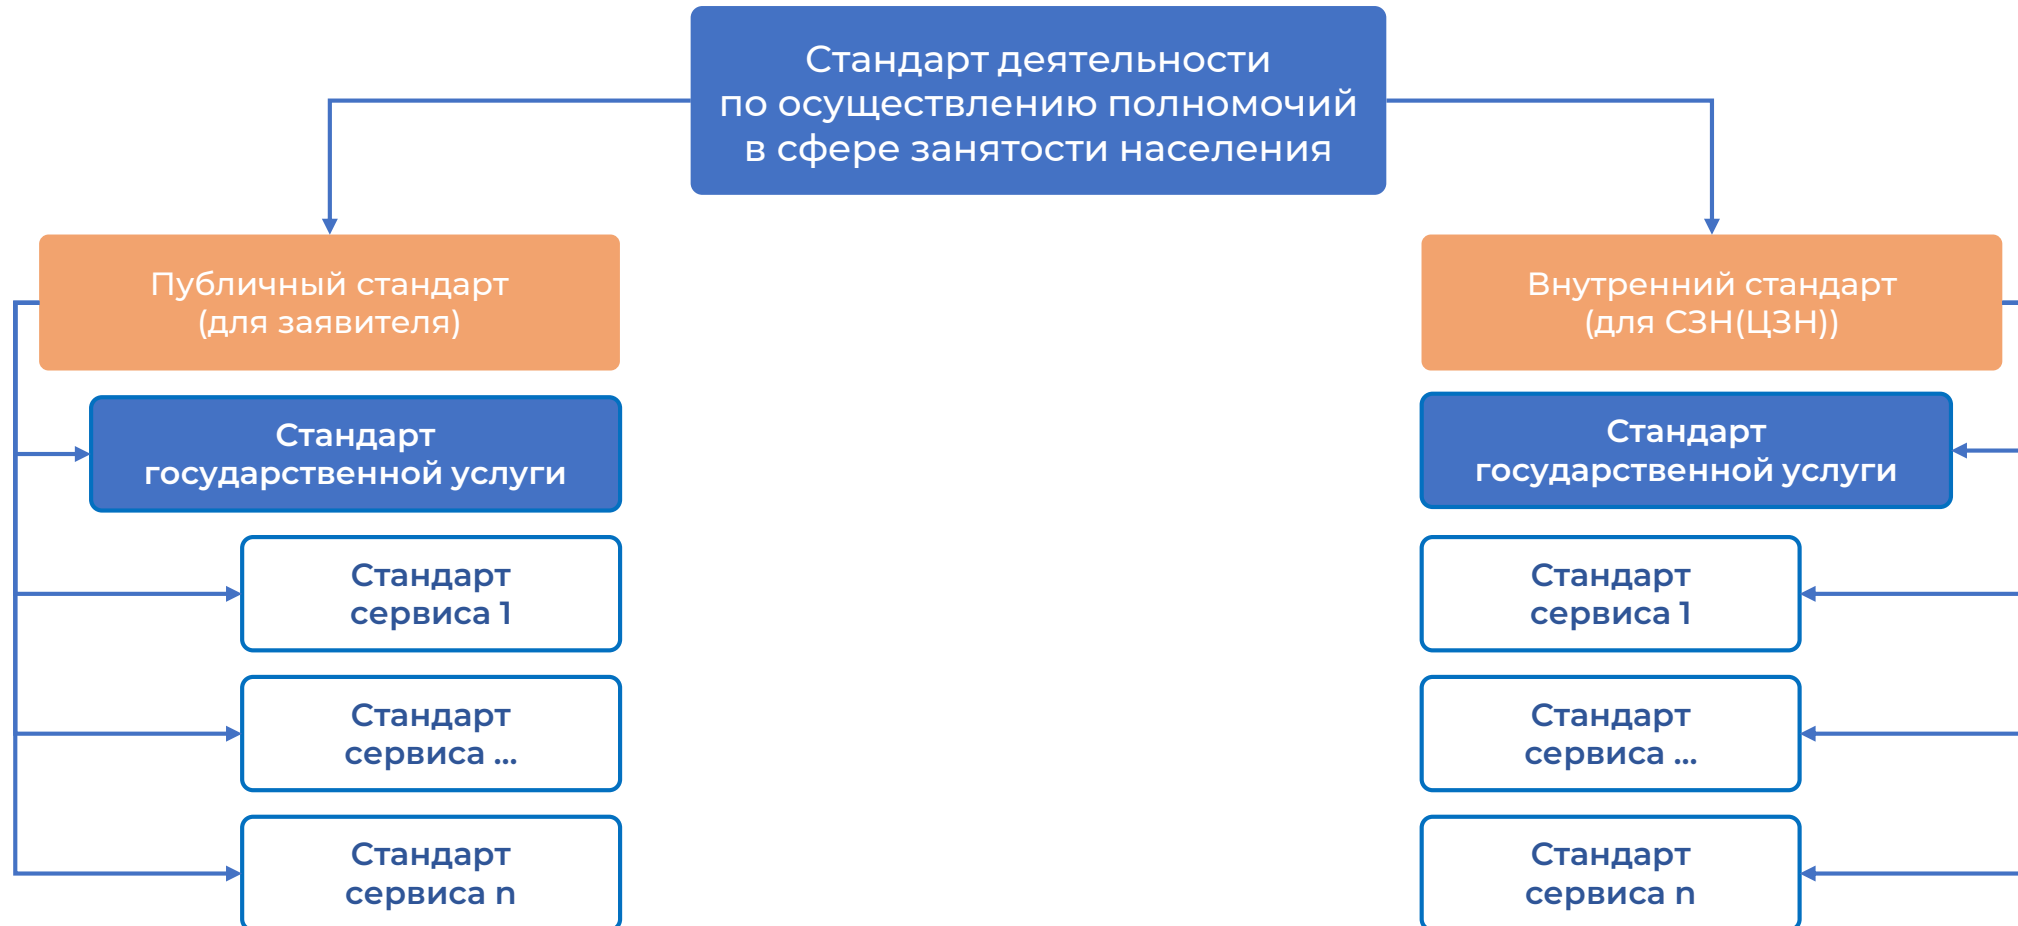 Стандарт деятельности
по осуществлению полномочий
в сфере занятости населения
Публичный стандарт
(для заявителя)
Внутренний стандарт
(для СЗН(ЦЗН))
Стандарт
государственной услуги
Стандарт
государственной услуги
Стандарт
сервиса 1
Стандарт
сервиса 1
Стандарт
сервиса ...
Стандарт
сервиса ...
Стандарт
сервиса n
Стандарт
сервиса n